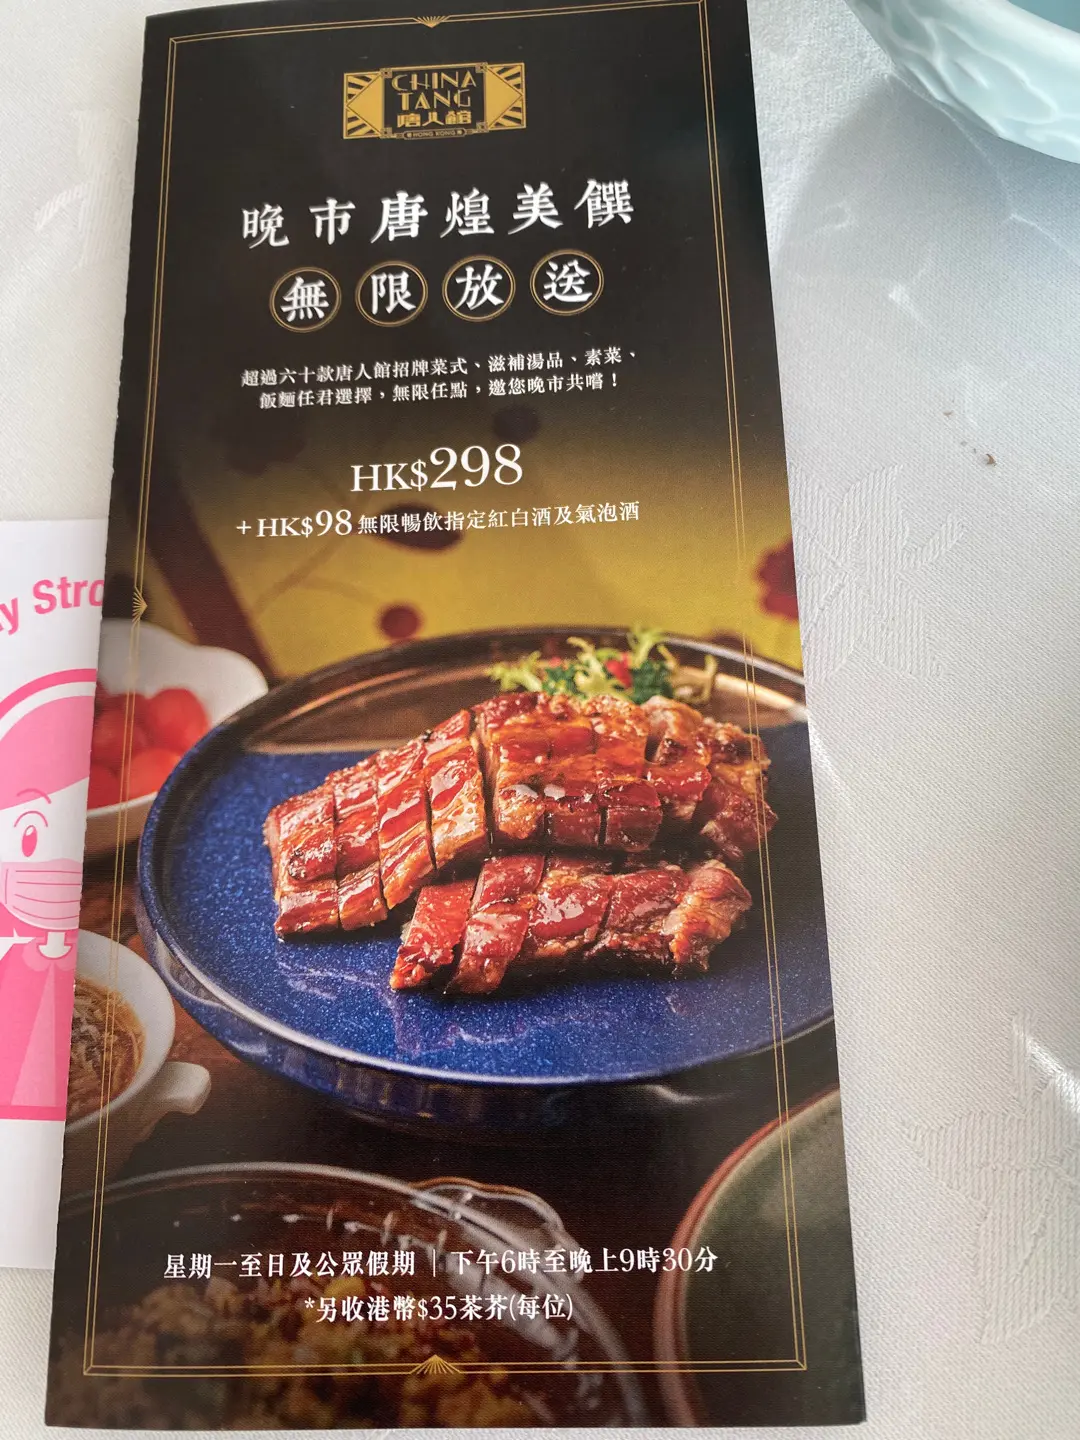 CHINA
TANG
唐人館
HONG KONG
晚市唐煌美饌
無限放送
超過六十款唐人館招牌菜式、滋補湯品、素菜、
飯麵任君選擇，無限任點，邀您晚市共嚐！
HK$298
+HK$98無限暢飲指定紅白酒及氣泡酒
星期一至日及公眾假期｜下午6時至晚上9時30分
*另收港幣$35茶芥(每位)